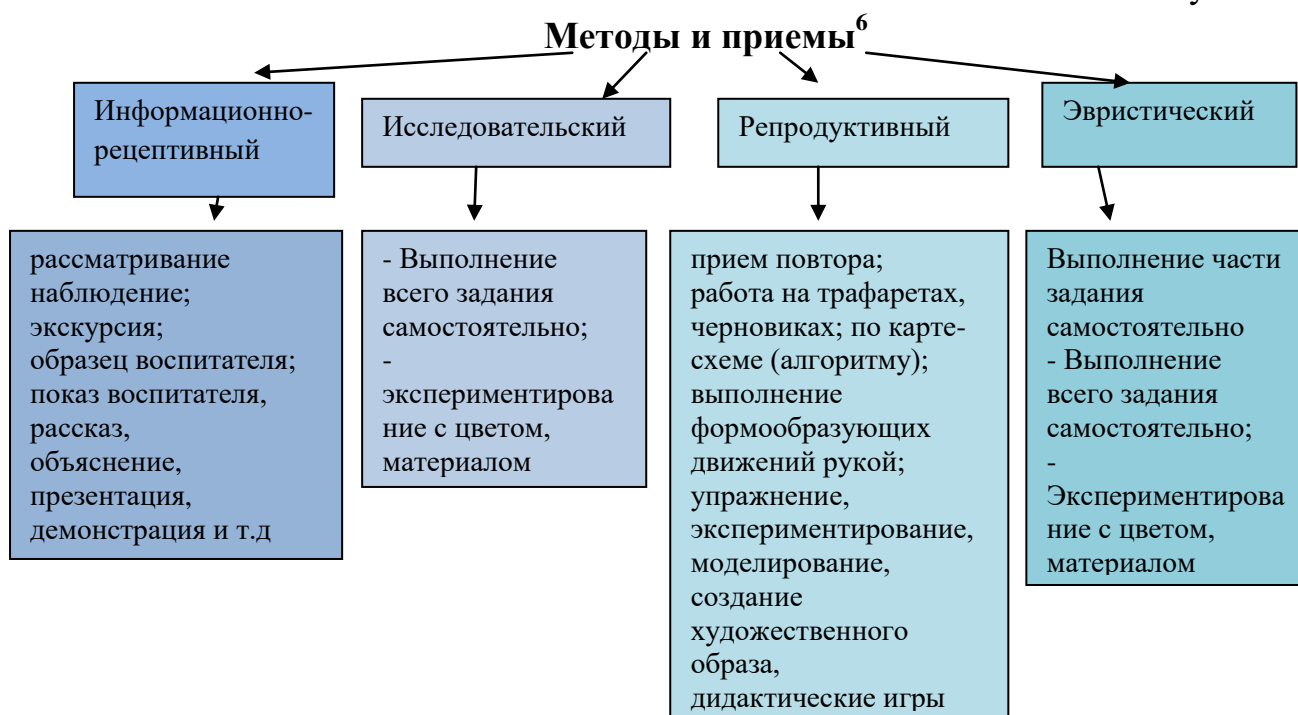 у
Методы и приемы⁶
Информационно-
рецептивный
Исследовательский
Репродуктивный
Эвристический
рассматривание
наблюдение;
экскурсия;
образец воспитателя;
показ воспитателя,
рассказ,
объяснение,
презентация,
демонстрация и т.д
- Выполнение
всего задания
самостоятельно;
-
экспериментирова
ние с цветом,
материалом
прием повтора;
работа на трафаретах,
черновиках; по карте-
схеме (алгоритму);
выполнение
формообразующих
движений рукой;
упражнение,
экспериментирование,
моделирование,
создание
художественного
образа,
дидактические игры
Выполнение части
задания
самостоятельно
- Выполнение
всего задания
самостоятельно;
-
Экспериментирова
ние с цветом,
материалом